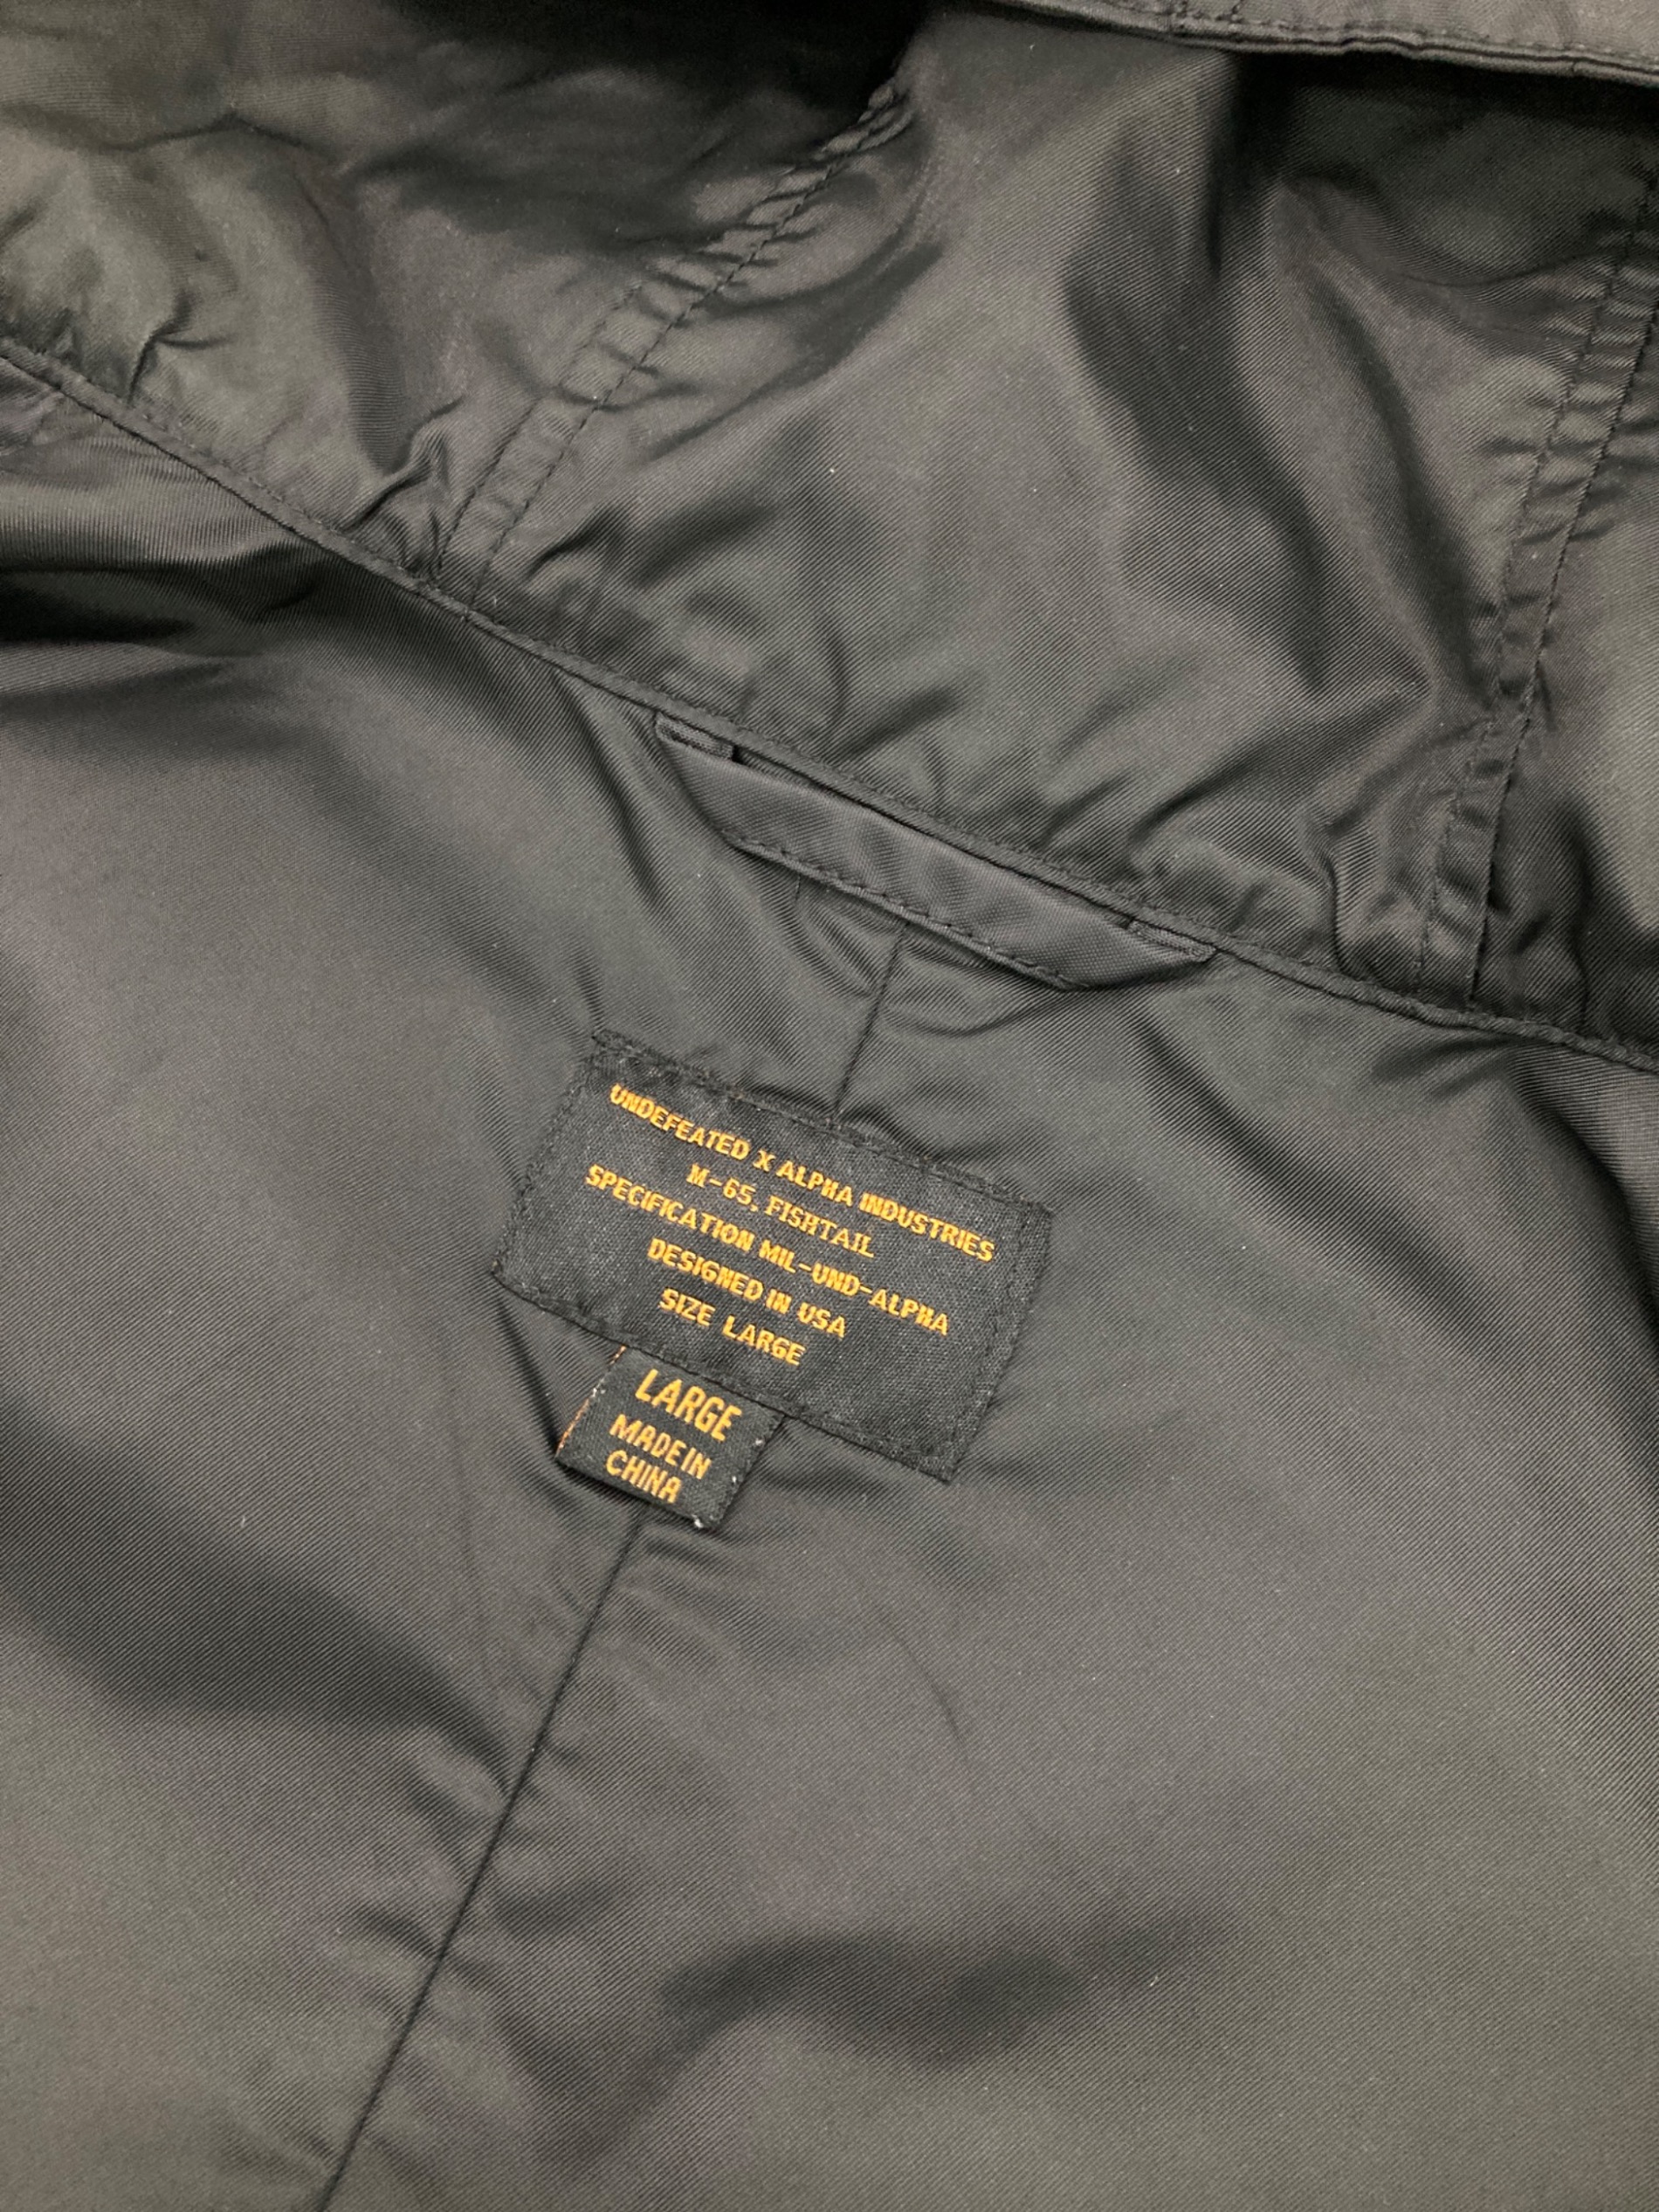 UNDEFEATED X ALPHA INDUSTRIES
M-65, FISHTAIL
SPECIFICATION MIL-UND-ALPHA
DESIGNED IN USA
SIZE LARGE
LARGE
MADE IN
CHINA